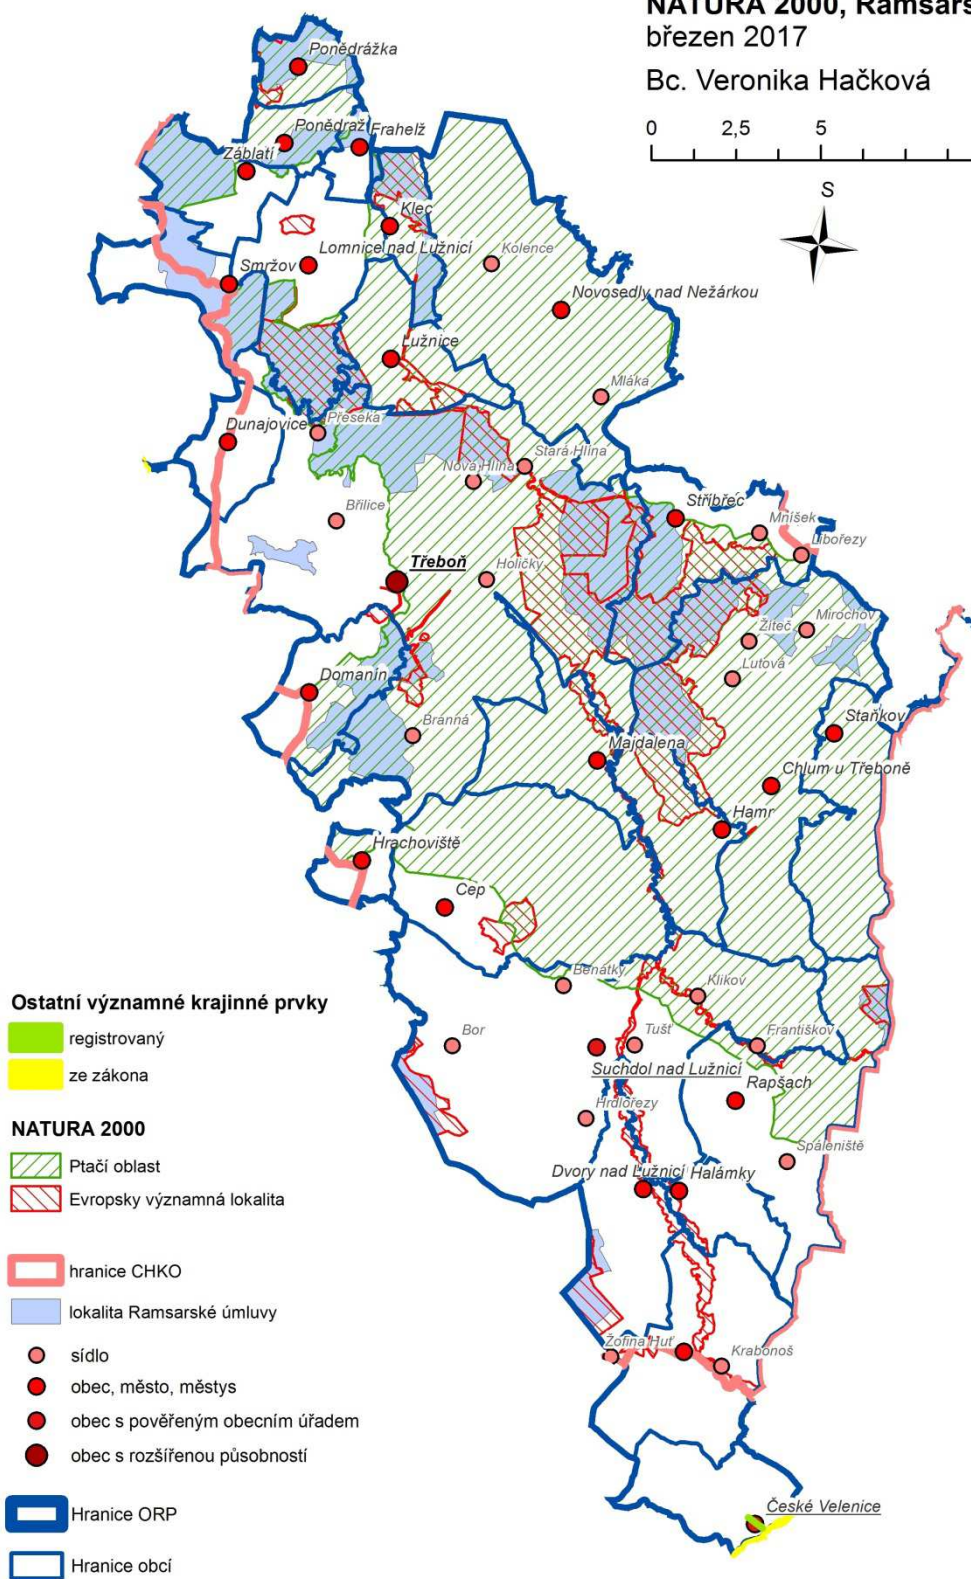 NATURA 2000, Ramsars
březen 2017
Bc. Veronika Hačková
0 2,5 5
S
Ponědrážka
Ponědraž
Frahelž
Záblatí
Klec
Lomnice nad Lužnicí
Kolence
Smržov
Novosedly nad Nežárkou
Lužnice
Mláka
Dunajovice
Přeseka
Stará Hlína
Nová Hlína
Břilice
Stříbřec
Mníšek
Libořezy
Třeboň
Holičky
Žíteč
Mirochov
Lutová
Domanín
Branná
Staňkov
Majdalena
Chlum u Třeboně
Hamr
Hrachoviště
Cep
Benátky
Klikov
Bor
Tušť
Františkov
Suchdol nad Lužnicí
Rapšach
Hrdlořezy
Spáleniště
Dvory nad Lužnicí
Halámky
Žofina Huť
Krabonoš
České Velenice
Ostatní významné krajinné prvky
registrovaný
ze zákona
NATURA 2000
Ptačí oblast
Evropsky významná lokalita
hranice CHKO
lokalita Ramsarské úmluvy
sídlo
obec, město, městys
obec s pověřeným obecním úřadem
obec s rozšířenou působností
Hranice ORP
Hranice obcí